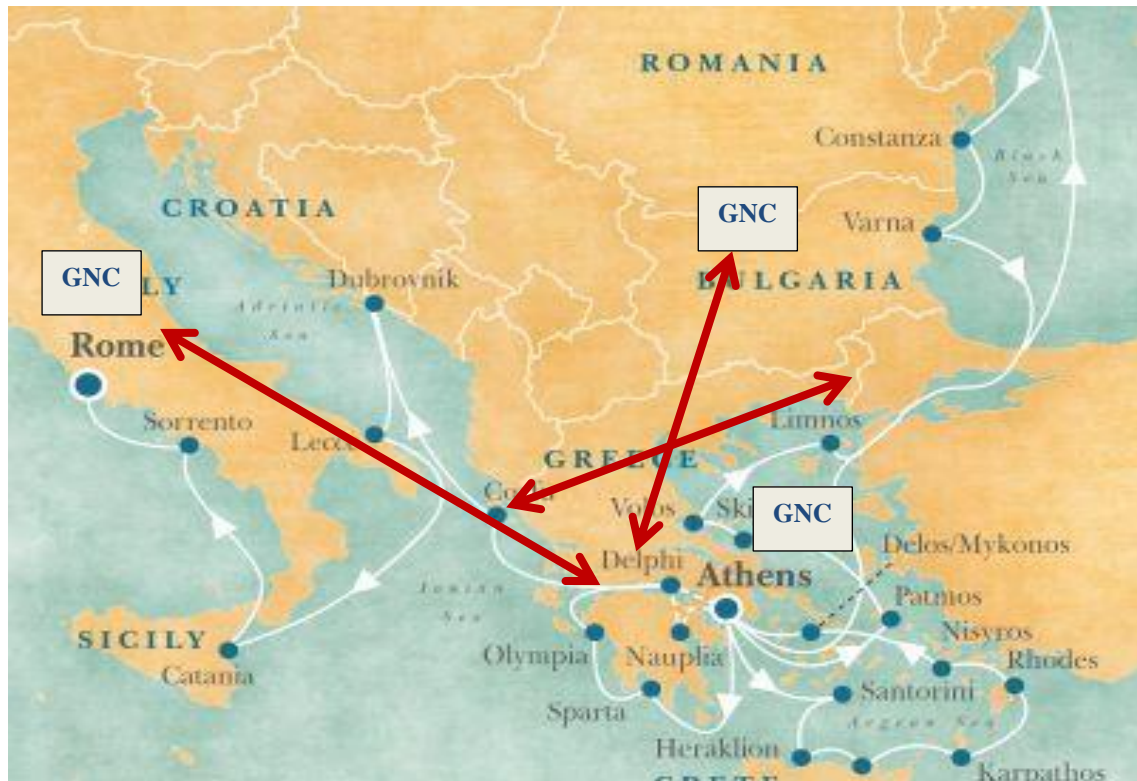 ROMANIA
Constanza
Black
Sea
CROATIA
GNC
Varna
GNC
LY
Dubrovnik
BULGARIA
Adriatic
Sea
Rome
Sorrento
Lecce
Limnos
GREECE
Volos
Ski
GNC
Delos/Mykonos
Delphi
Athens
Ionian
Sea
Patmos
SICILY
Catania
Olympia
Nauplia
Nisyros
Rhodes
Sparta
Santorini
Aegean Sea
Heraklion
CRETE
Karpathos